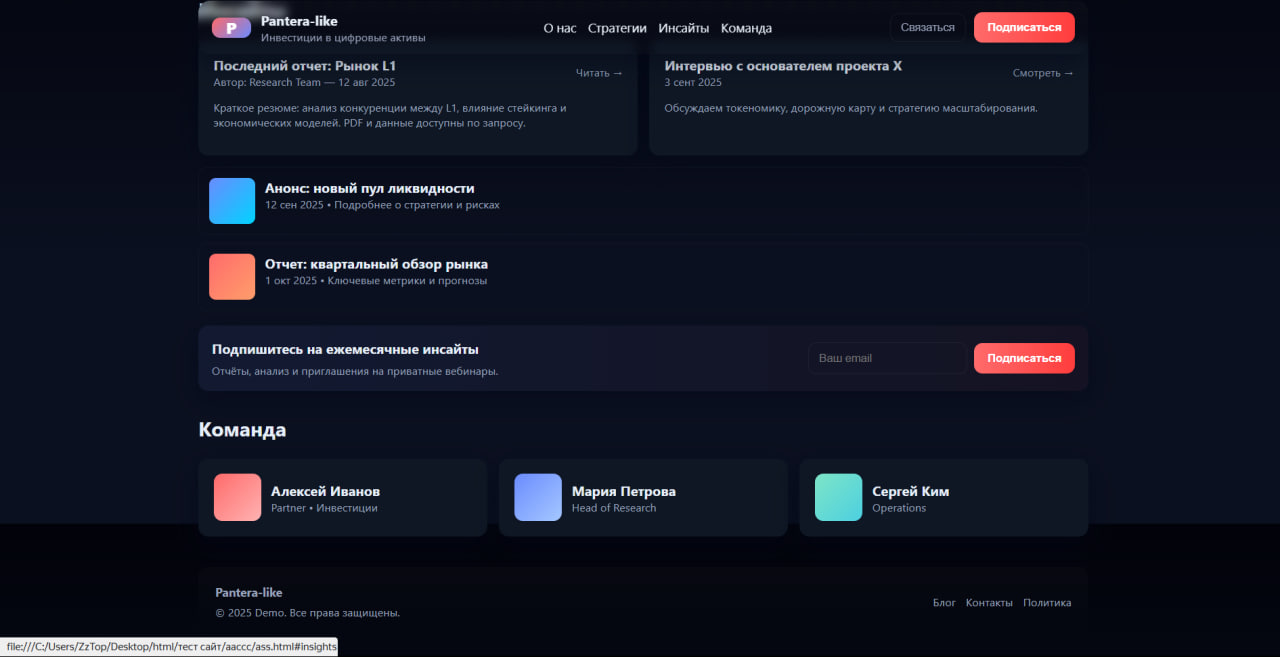 P
Pantera-like
Инвестиции в цифровые активы
О нас Стратегии Инсайты Команда
Связаться
Подписаться
Последний отчет: Рынок L1
Автор: Research Team — 12 авг 2025
Читать →
Краткое резюме: анализ конкуренции между L1, влияние стейкинга и
экономических моделей. PDF и данные доступны по запросу.
Интервью с основателем проекта X
3 сент 2025
Смотреть →
Обсуждаем токеномику, дорожную карту и стратегию масштабирования.
Анонс: новый пул ликвидности
12 сен 2025 • Подробнее о стратегии и рисках
Отчет: квартальный обзор рынка
1 окт 2025 • Ключевые метрики и прогнозы
Подпишитесь на ежемесячные инсайты
Отчёты, анализ и приглашения на приватные вебинары.
Ваш email
Подписаться
Команда
Алексей Иванов
Partner • Инвестиции
Мария Петрова
Head of Research
Сергей Ким
Operations
Pantera-like
© 2025 Demo. Все права защищены.
Блог Контакты Политика
file:///C:/Users/ZzTop/Desktop/html/тест сайт/aaccc/ass.html#insights